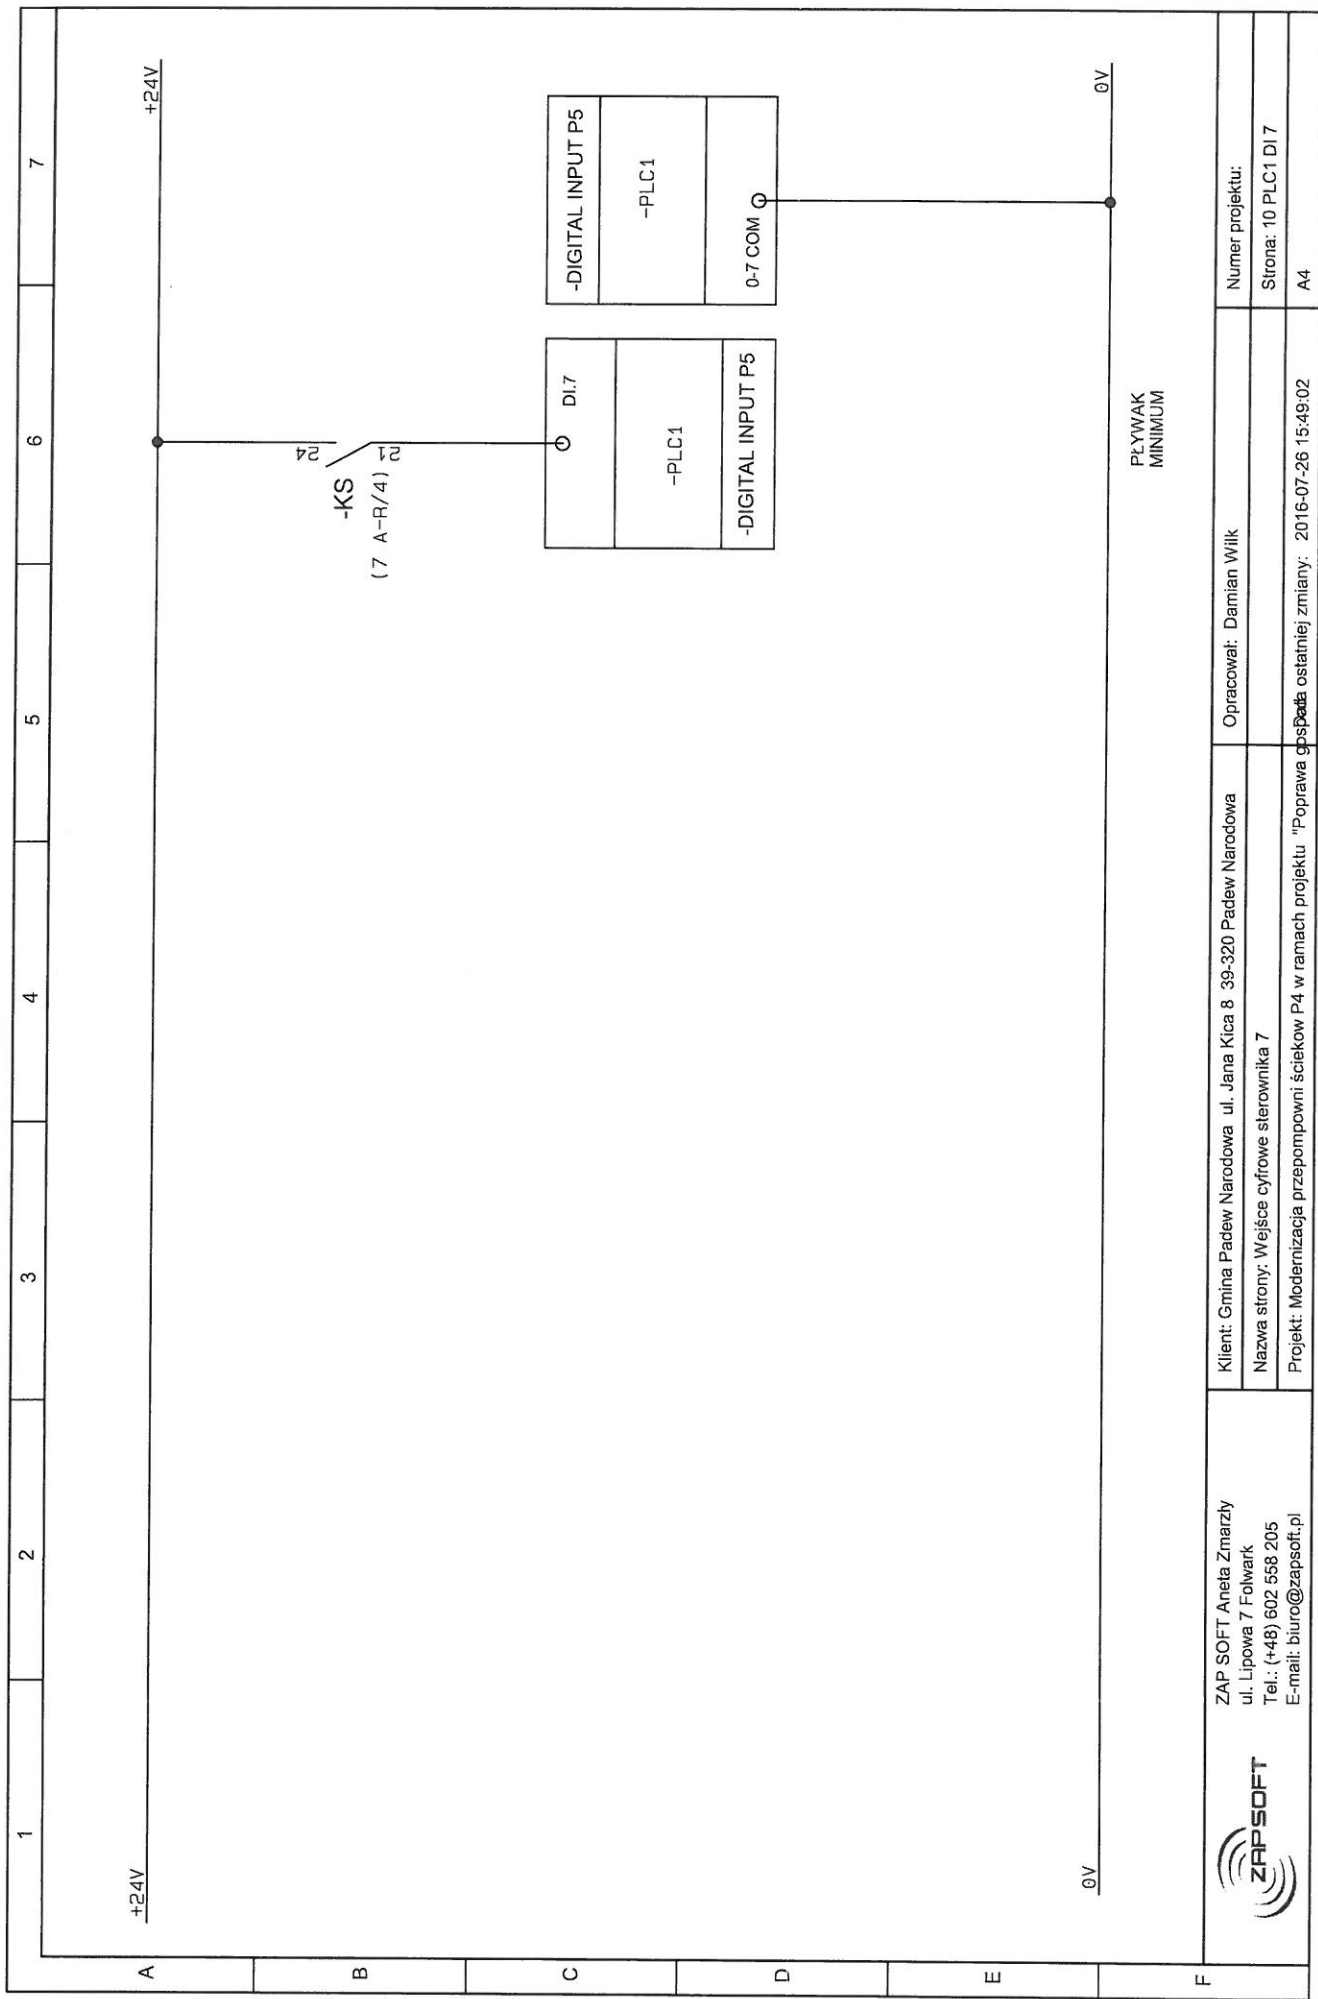 1
2
3
4
5
6
7
A
B
C
D
E
F
+24V
+24V
24
-KS
21
(7 A-R/4)
DI.7
-PLC1
-DIGITAL INPUT P5
-DIGITAL INPUT P5
-PLC1
0-7 COM
0V
0V
PŁYWAK
MINIMUM
ZAPSOFT
ZAP SOFT Aneta Zmarzły
ul. Lipowa 7 Folwark
Tel.: (+48) 602 558 205
E-mail: biuro@zapsoft.pl
Klient: Gmina Padew Narodowa ul. Jana Kica 8 39-320 Padew Narodowa
Opracował: Damian Wilk
Numer projektu:
Nazwa strony: Wejśce cyfrowe sterownika 7
Strona: 10 PLC1 DI 7
Projekt: Modernizacja przepompowni ściekow P4 w ramach projektu "Poprawa
ostatniej zmiany: 2016-07-26 15:49:02
A4